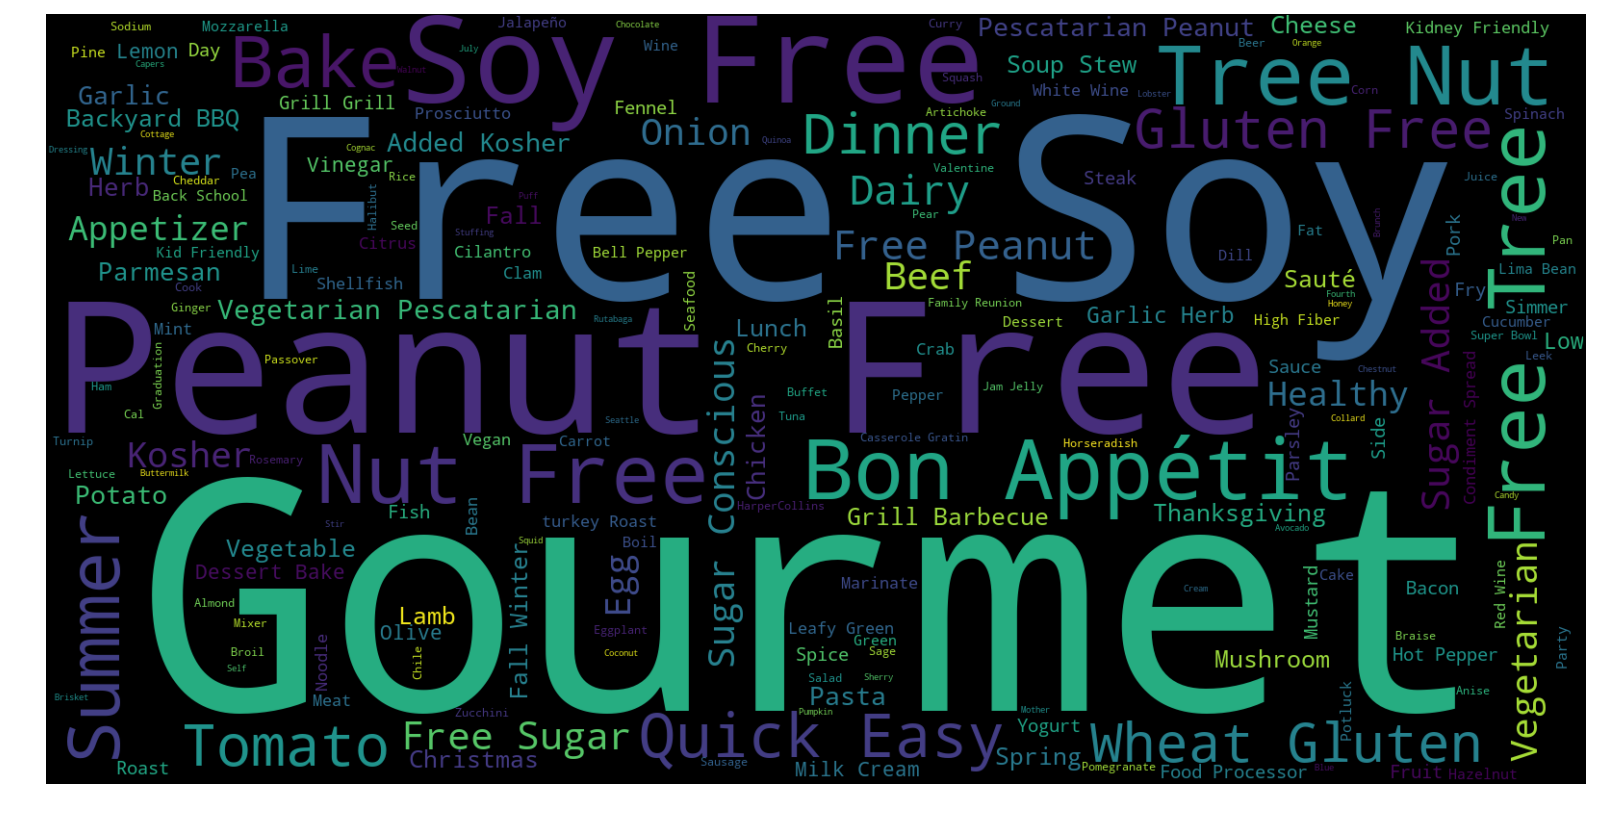 Sodium
Mozzarella
Jalapeño
Chocolate
Curry
Pescatarian Peanut
Cheese
Kidney Friendly
Pine
Lemon
Day
July
Wine
Beer
Orange
Capers
Bake
Walnut
Soy Free
Squash
Soup Stew
Tree Nut
Garlic
Grill Grill
Prosciutto
Fennel
White Wine
Lobster
Corn
Backyard BBQ
Artichoke
Ground
Spinach
Cottage
Added Kosher
Onion
Quinoa
Dinner
Gluten Free
Dressing
Winter
Cognac
Vinegar
Valentine
Herb
Pea
Cheddar
Rice
Steak
Juice
Back School
Halibut
Puff
Dairy
Brunch
Appetizer
Seed
Fall
Pear
New
Stuffing
Free Soy
Citrus
Free Peanut
Fat
Pork
Pan
Kid Friendly
Cilantro
Bell Pepper
Dill
Parmesan
Lime
Clam
Beef
Sauté
Lima Bean
Cook
Shellfish
Fourth
Fry
Ginger
Vegetarian Pescatarian
Seafood
Family Reunion
Honey
Simmer
Mint
Rutabaga
Lunch
Basil
Dessert
Garlic Herb
High Fiber
Cucumber
Super Bowl
Low
Graduation
Passover
Cherry
Crab
Leek
Peanut Free
Sauce
Chestnut
Ham
Buffet
Jam Jelly
Pepper
Healthy
Cal
Seattle
Tuna
Collard
Turnip
Vegan
Carrot
Casserole Gratin
Horseradish
Parsley
Side
Sugar Added
Condiment Spread
Free Tree
Kosher
Rosemary
Chicken
Lettuce
Buttermilk
Nut Free
Bon Appétit
Potato
Candy
Fish
Bean
HarperCollins
Sugar Conscious
Stir
turkey Roast
Grill Barbecue
Thanksgiving
Avocado
Summer
Vegetable
Squid
Boil
Dessert Bake
Fall Winter
Egg
Marinate
Cake
Red Wine
Vegetarian
Gourmet
Cream
Bacon
Almond
Lamb
Mixer
Olive
Eggplant
Leafy Green
Green
Mustard
Braise
Party
Broil
Chile
Coconut
Spice
Sage
Mushroom
Hot Pepper
Self
Noodle
Salad
Sherry
Brisket
Meat
Pasta
Anise
Zucchini
Pumpkin
Mother
Potluck
Tomato
Free Sugar
Quick Easy
Yogurt
Wheat Gluten
Christmas
Spring
Roast
Sausage
Milk Cream
Pomegranate
Food Processor
Blue
Fruit
Hazelnut